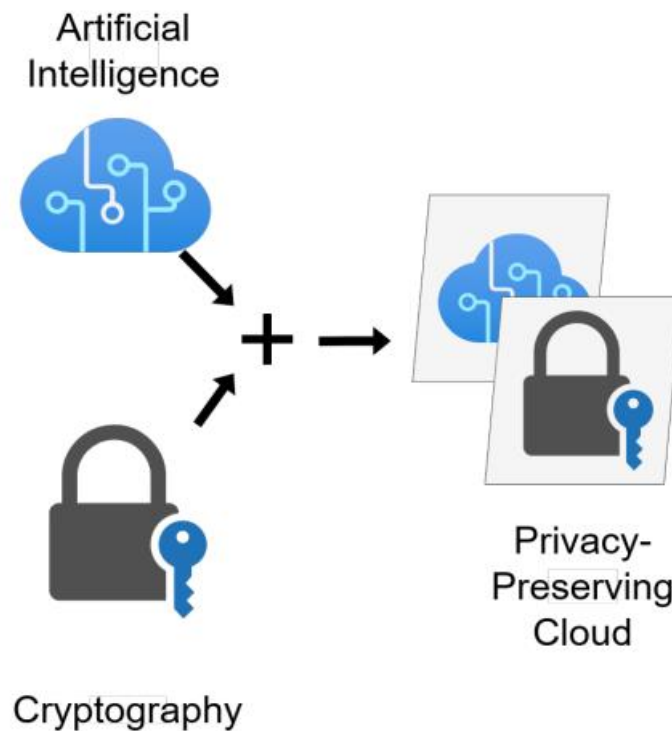 Artificial
Intelligence
Privacy-
Preserving
Cloud
Cryptography